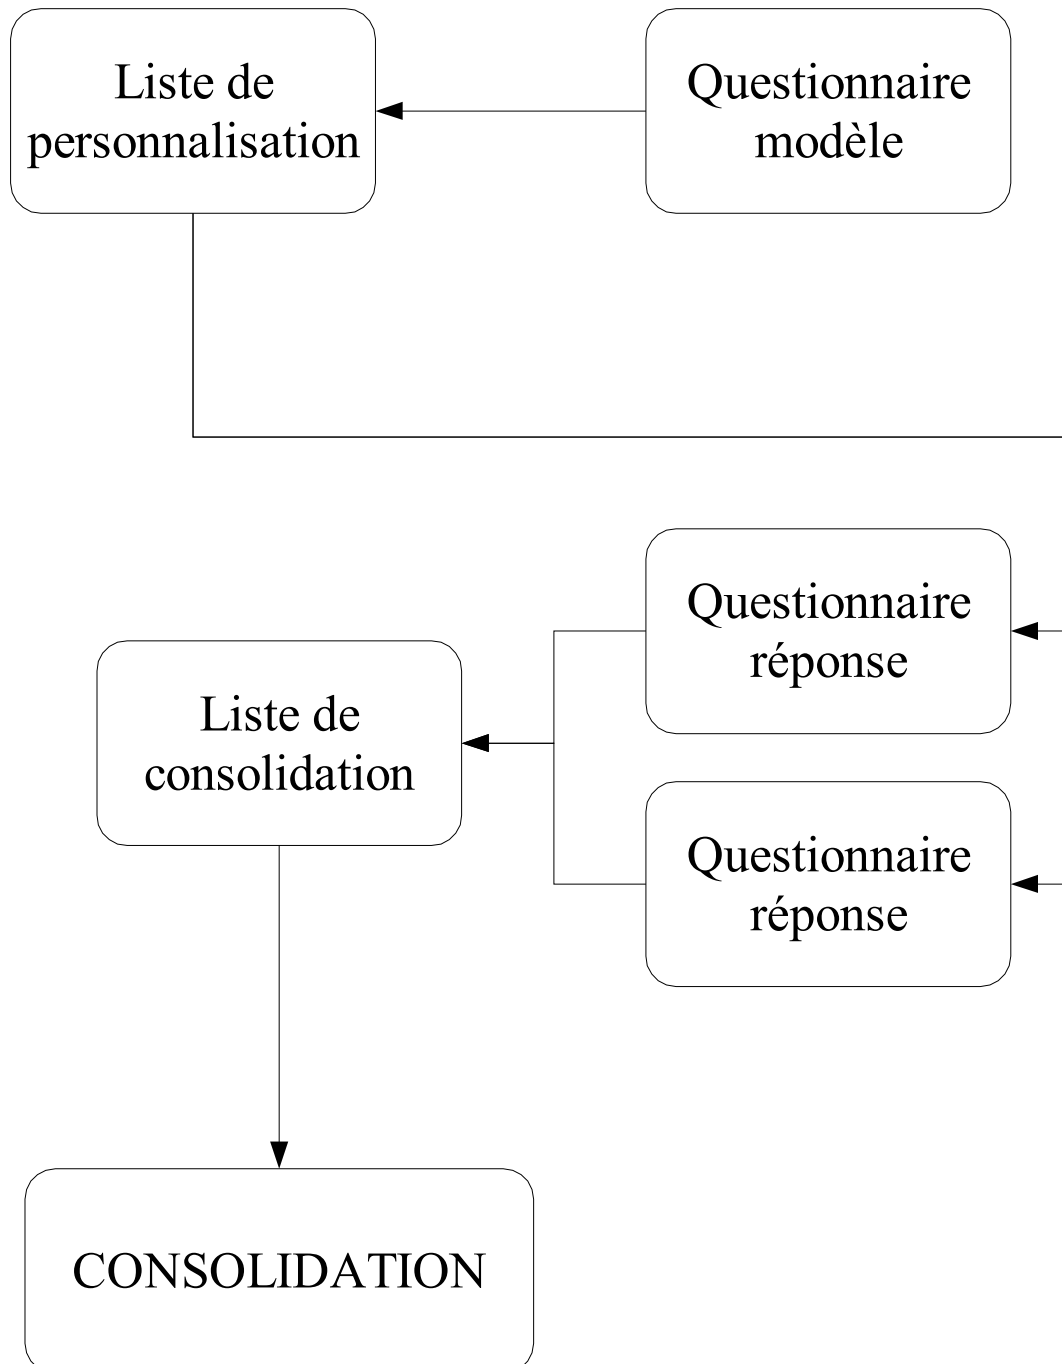 Liste de
personnalisation
Questionnaire
modèle
Questionnaire
réponse
Liste de
consolidation
Questionnaire
réponse
CONSOLIDATION